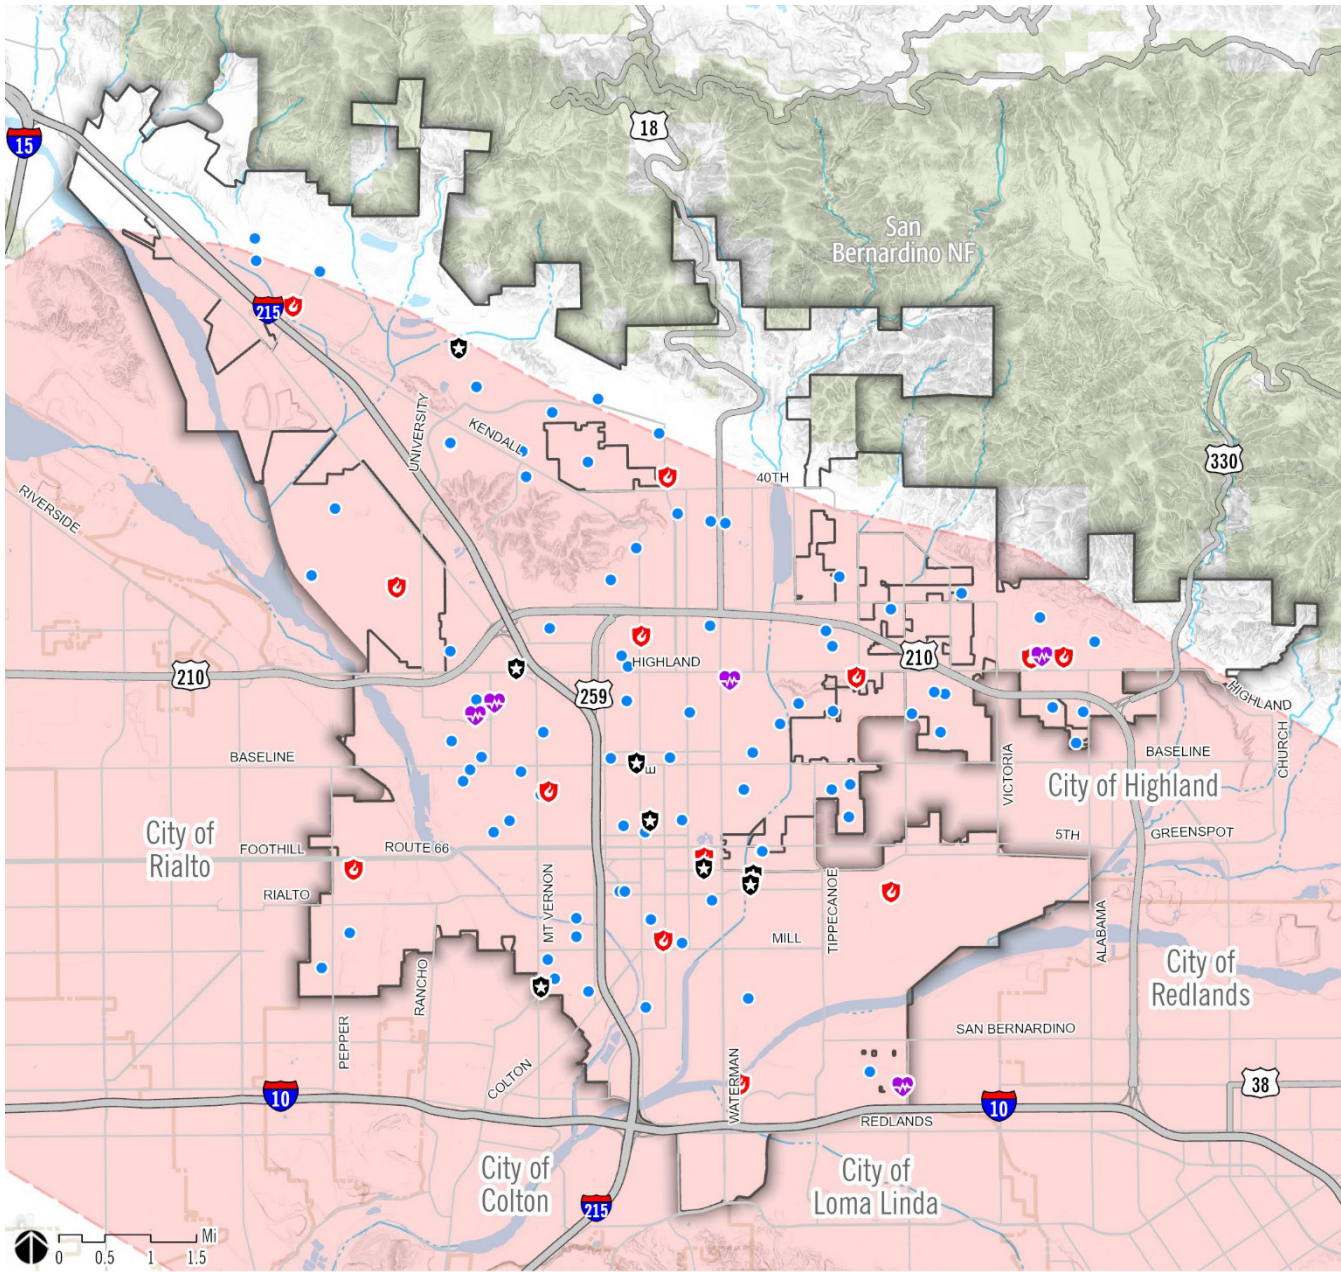 18
15
San
Bernardino NF
215
UNIVERSITY
KENDALL
40TH
330
RIVERSIDE
210
HIGHLAND
210
259
HIGHLAND
BASELINE
E
VICTORIA
BASELINE
CHURCH
City of Highland
City of
Rialto
FOOTHILL
ROUTE 66
5TH
GREENSPOT
RIALTO
MT VERNON
TIPPECANOE
MILL
ALABAMA
City of
Redlands
RANCHO
PEPPER
COLTON
WATERMAN
SAN BERNARDINO
10
10
38
REDLANDS
City of
Colton
City of
Loma Linda
215
Mi
0 0.5 1 1.5